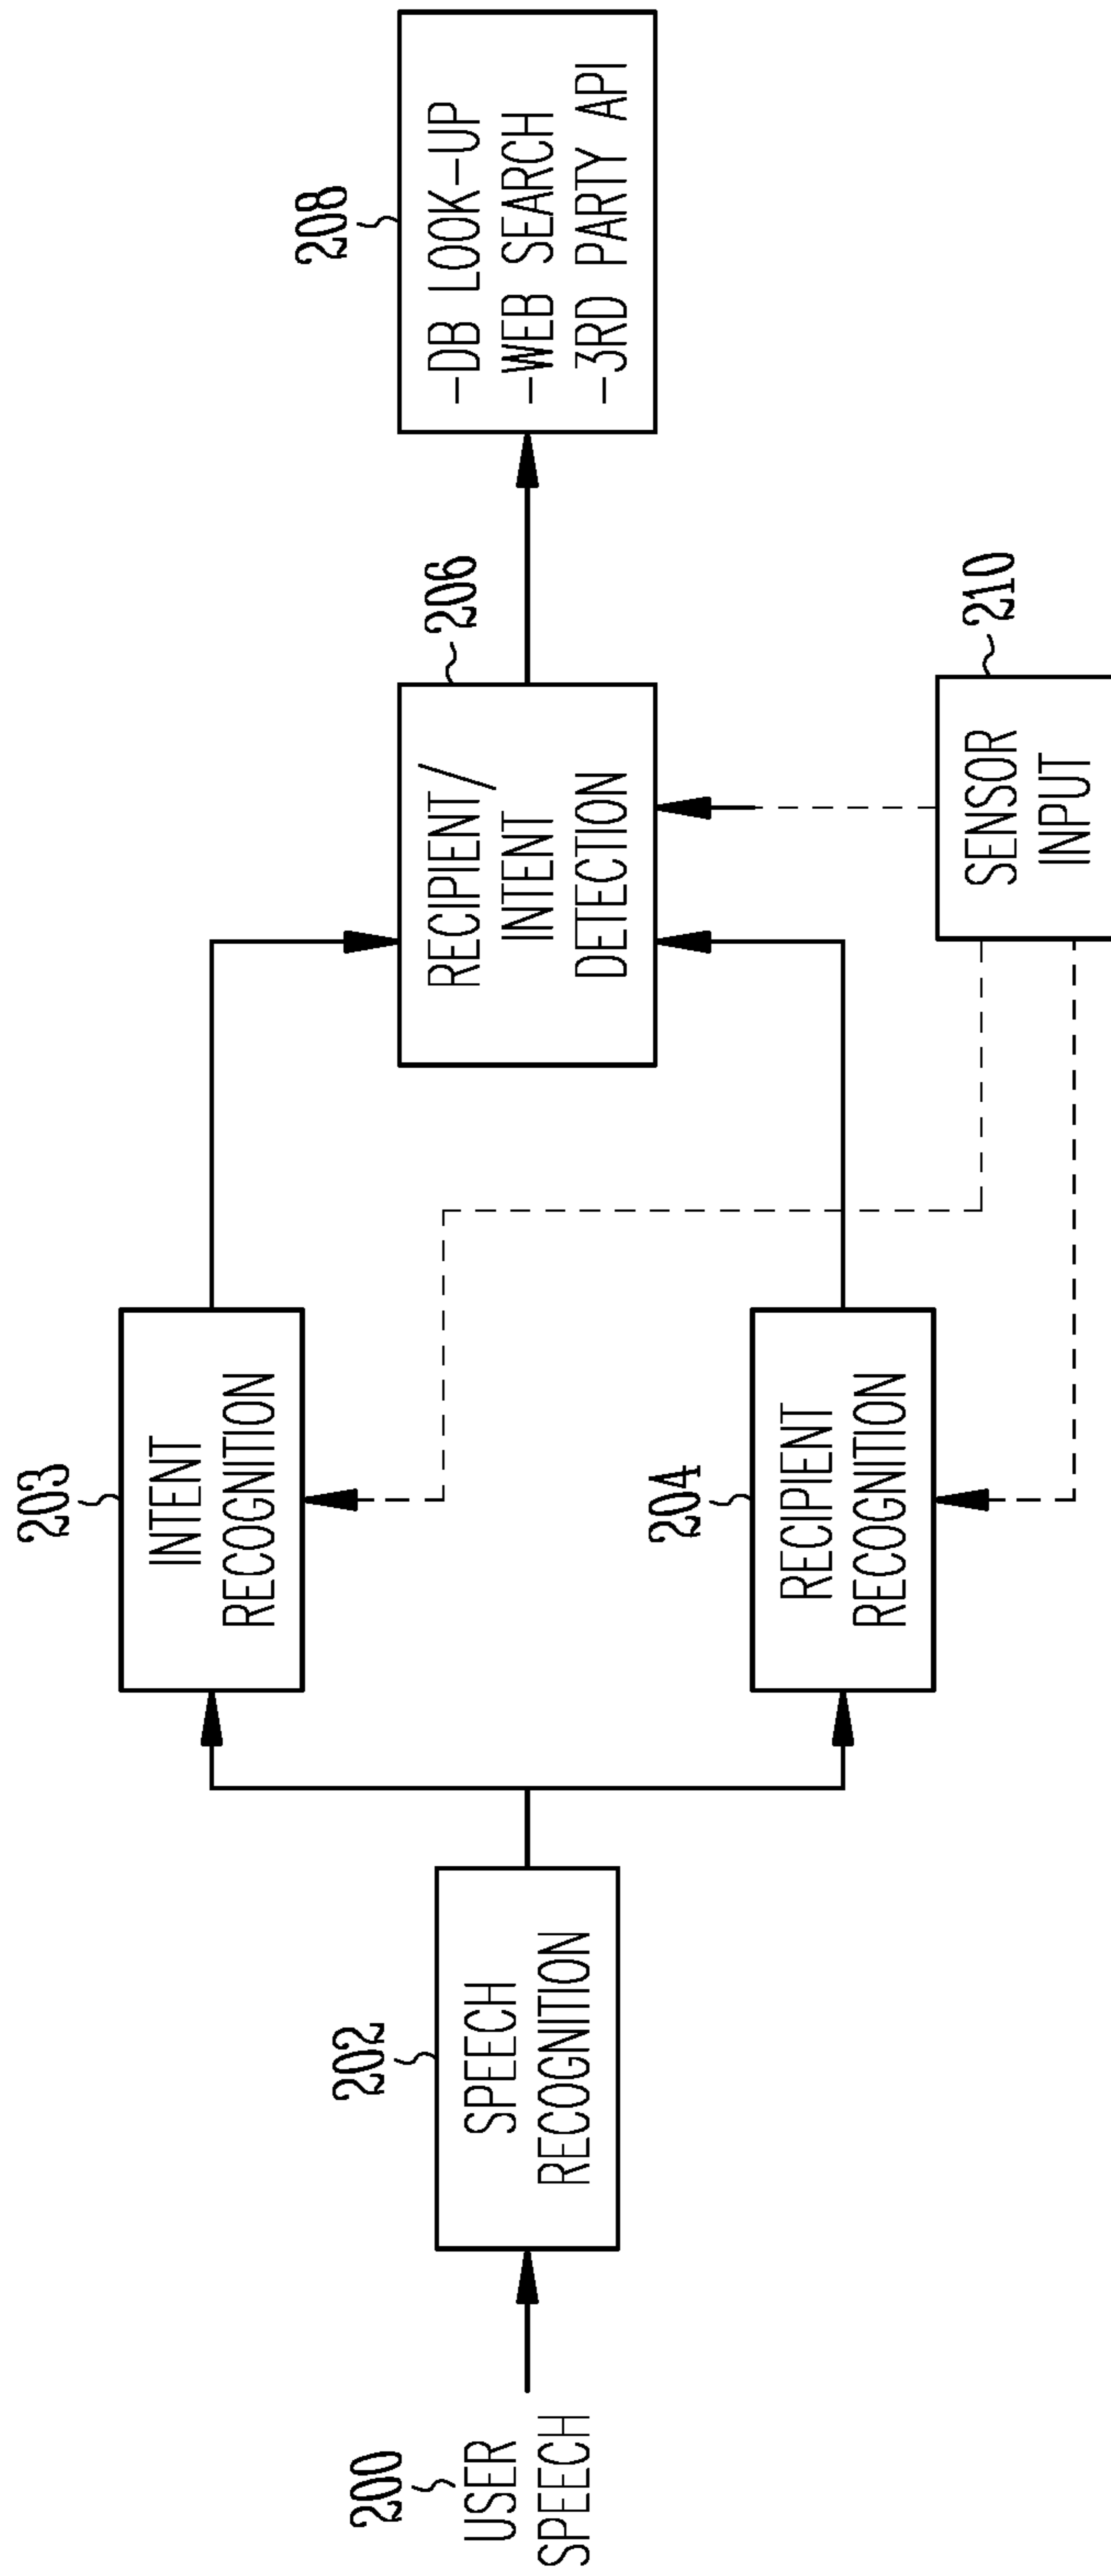 200
USER
SPEECH
202
SPEECH
RECOGNITION
203
INTENT
RECOGNITION
204
RECIPIENT
RECOGNITION
206
RECIPIENT/
INTENT
DETECTION
208
-DB LOOK-UP
-WEB SEARCH
-3RD PARTY API
210
SENSOR
INPUT